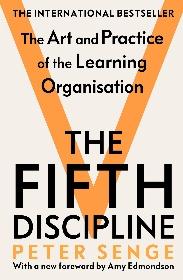 THE INTERNATIONAL BESTSELLER
The Art and Practice
of the Learning
Organisation
THE
FIFTH
DISCIPLINE
PETER SENGE
With a new foreword by Amy Edmondson